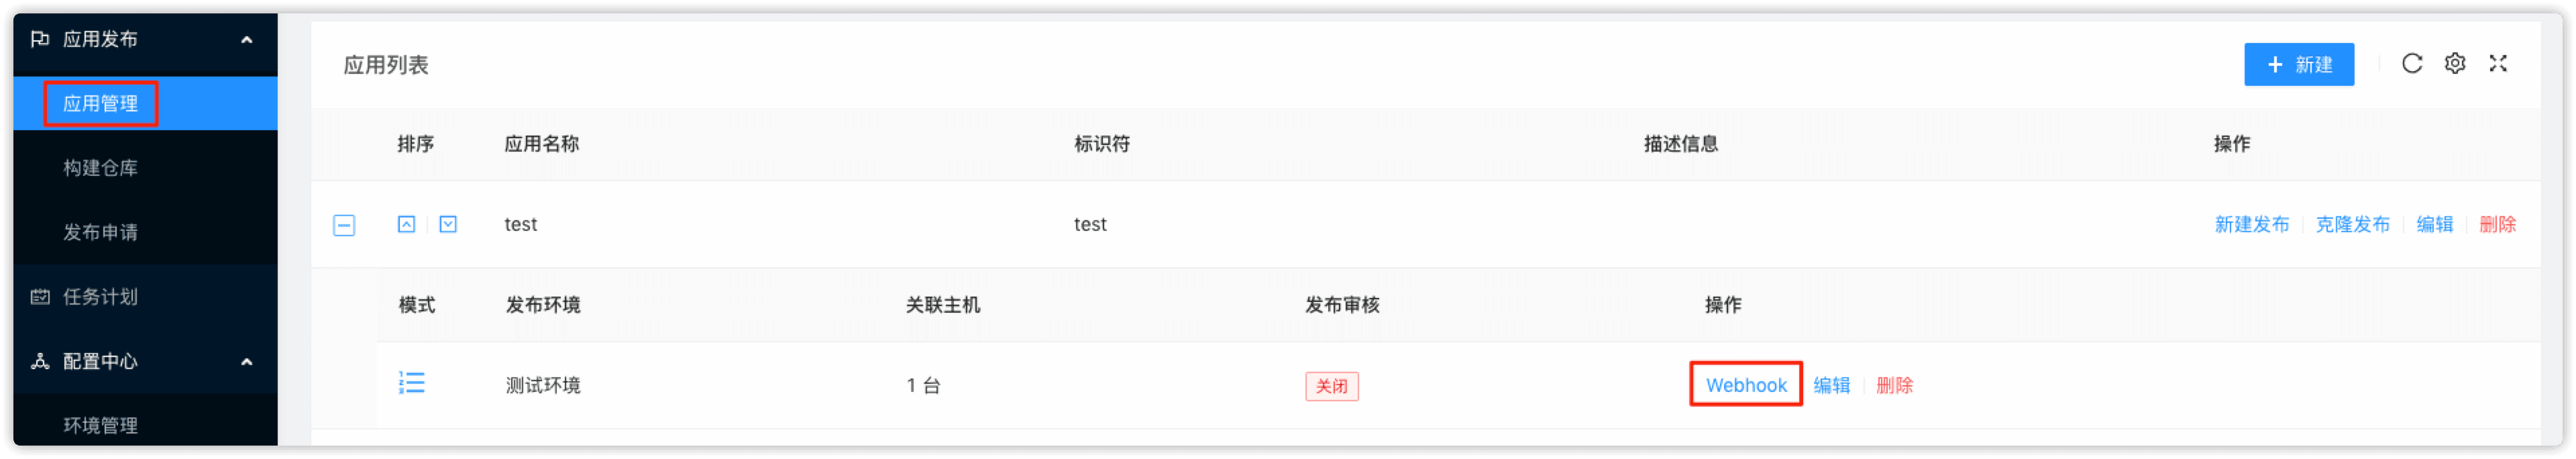 应用发布
应用管理
构建仓库
发布申请
任务计划
配置中心
环境管理
应用列表
新建
排序 应用名称 标识符 描述信息 操作
test test 新建发布 克隆发布 编辑 删除
模式 发布环境 关联主机 发布审核 操作
测试环境 1 台 关闭 Webhook 编辑 删除